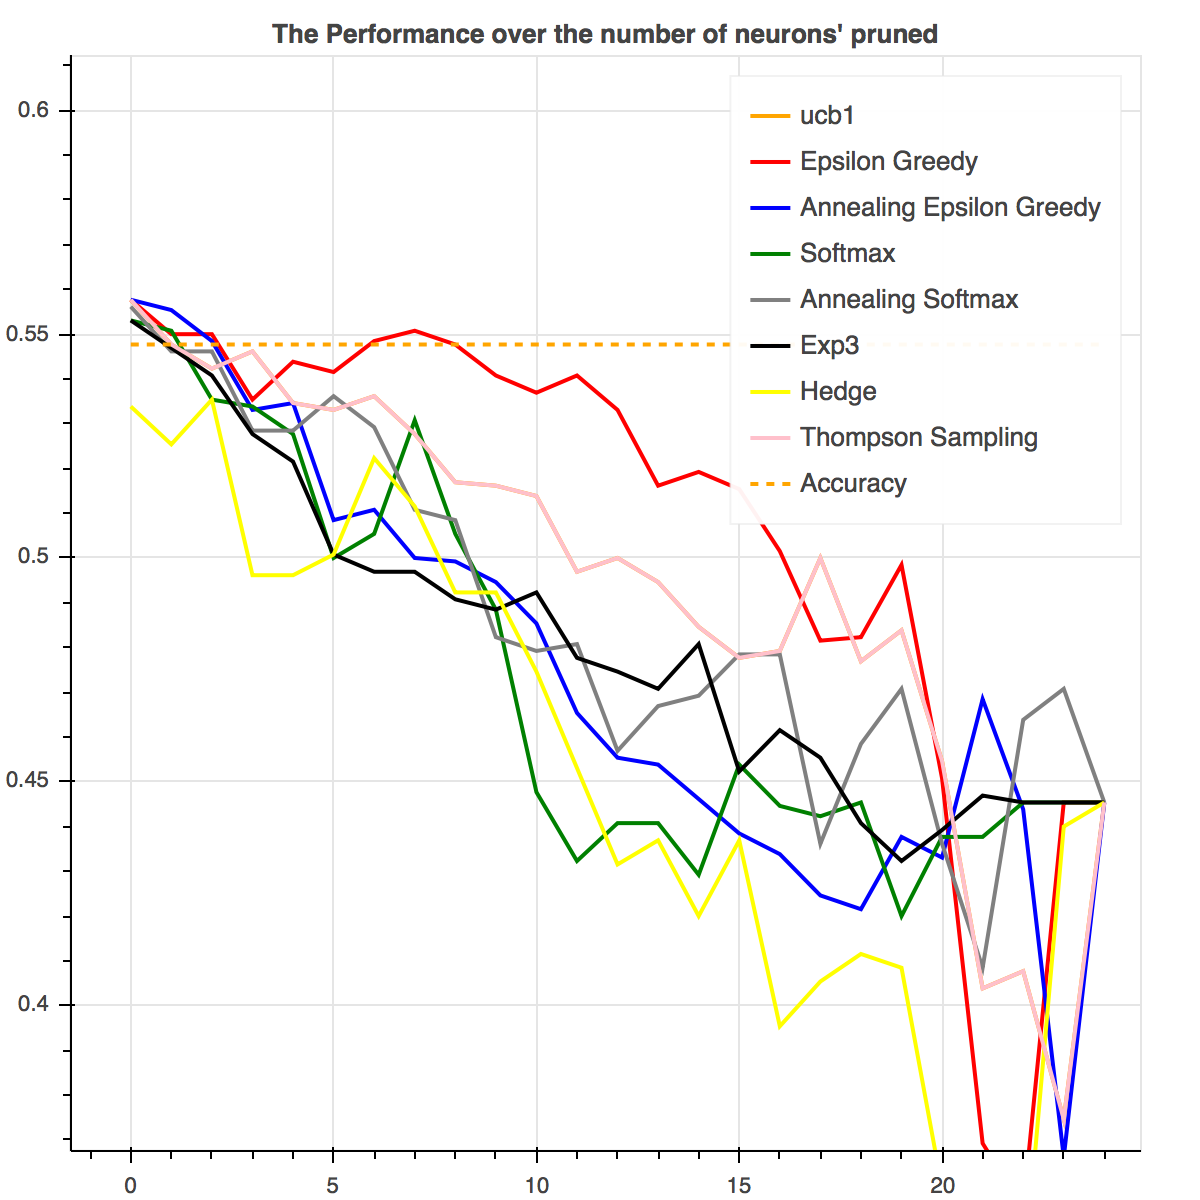 The Performance over the number of neurons' pruned
0.6
0.55
0.5
0.45
0.4
ucb1
Epsilon Greedy
Annealing Epsilon Greedy
Softmax
Annealing Softmax
Exp3
Hedge
Thompson Sampling
Accuracy
0 5 10 15 20